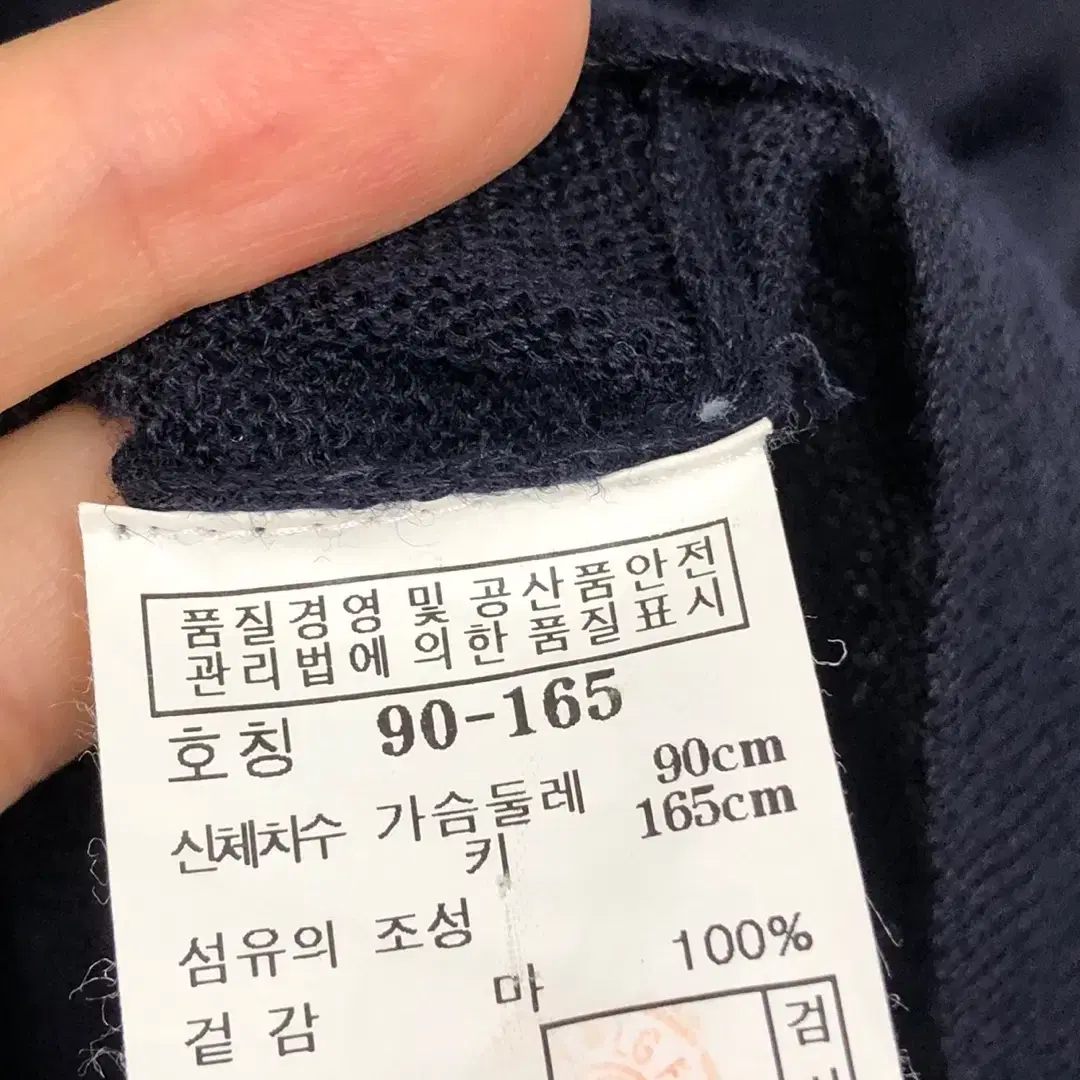 품질경영 및 공산품안전
관리법에 의한 품질표시
호칭 90-165
신체치수 가슴둘레 90cm
키 165cm
섬유의 조성
겉감 마 100%
검
LG